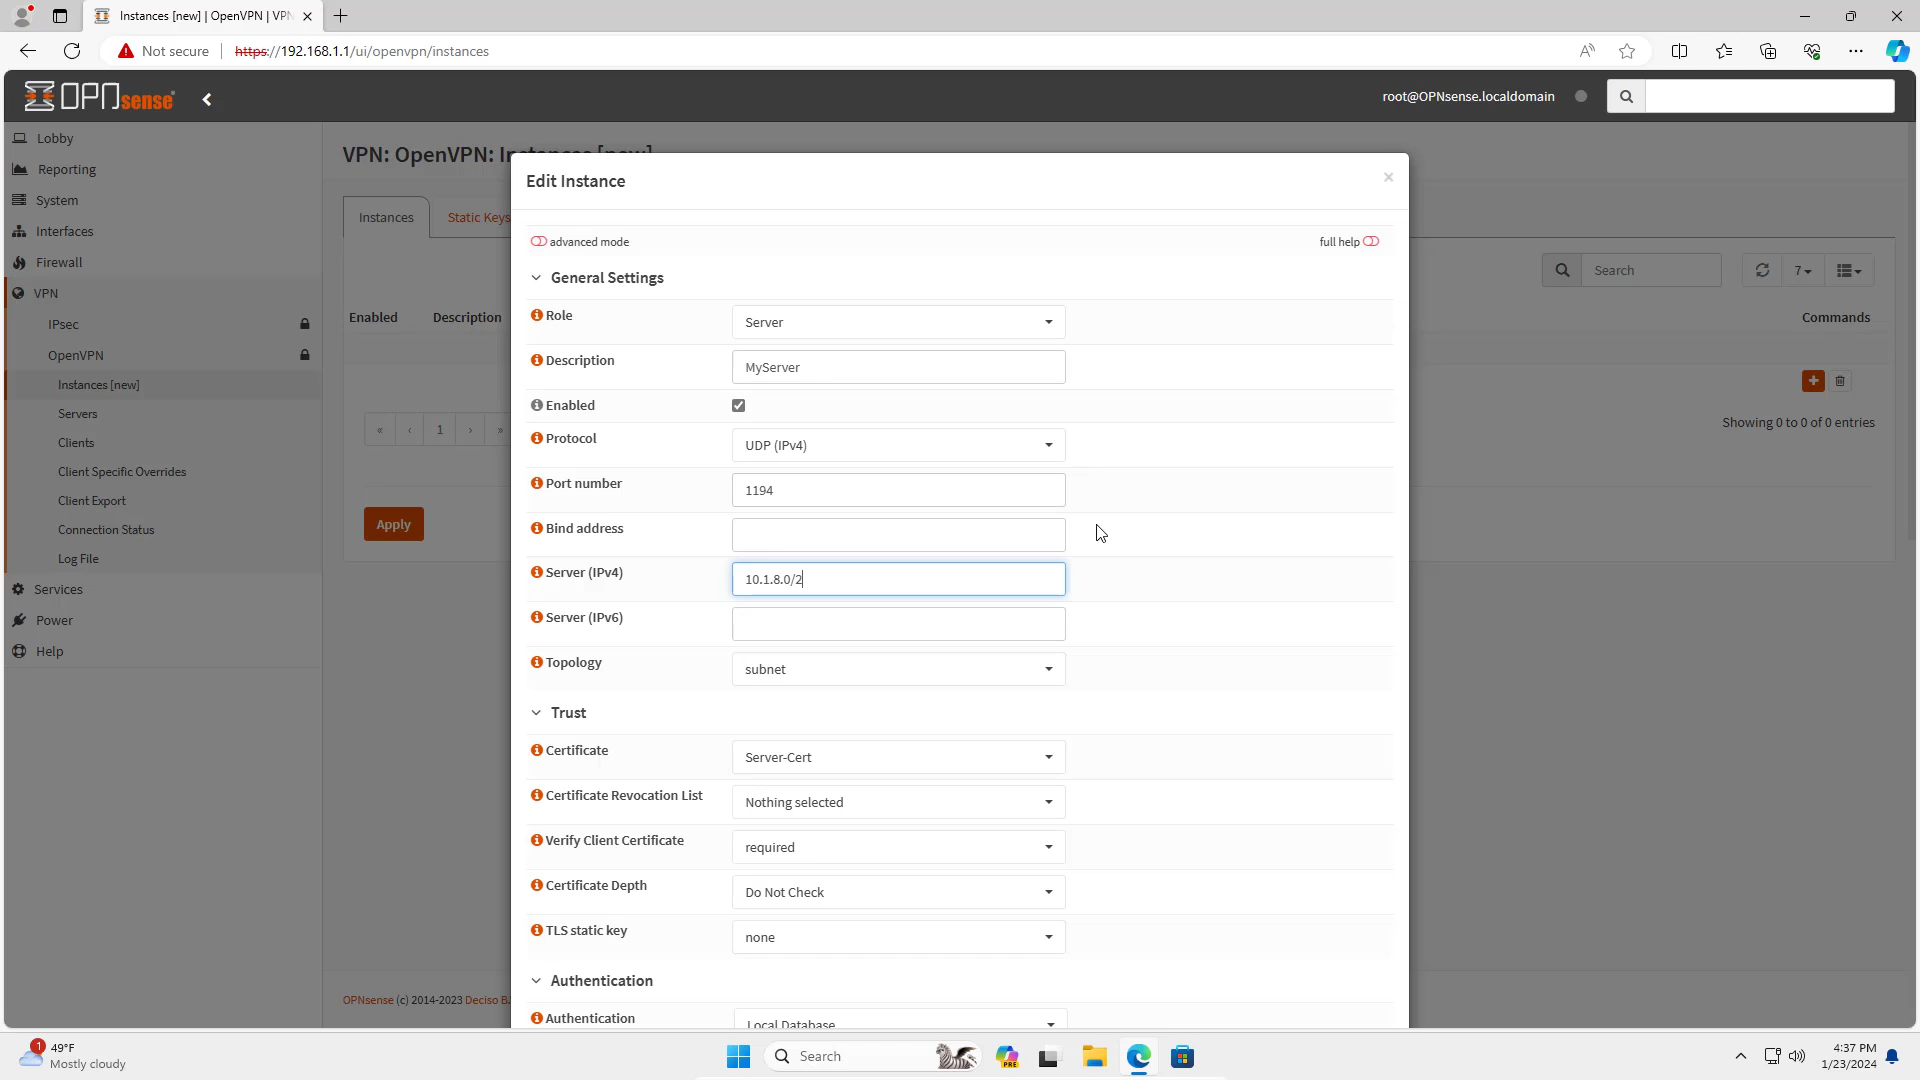 Instances [new] | OpenVPN | VPN
Not secure
https://192.168.1.1/ui/openvpn/instances
OPNsense
root@OPNsense.localdomain
Lobby
Reporting
System
Interfaces
Firewall
VPN
IPsec
OpenVPN
Instances [new]
Servers
Clients
Client Specific Overrides
Client Export
Connection Status
Log File
Services
Power
Help
VPN: OpenVPN: Instances [new]
Instances
Static Keys
Search
7
Enabled
Description
Commands
« ‹ 1 › »
Showing 0 to 0 of 0 entries
Apply
OPNsense (c) 2014-2023 Deciso B.
Edit Instance
×
advanced mode
full help
General Settings
Role
Server
Description
MyServer
Enabled
Protocol
UDP (IPv4)
Port number
1194
Bind address
Server (IPv4)
10.1.8.0/2
Server (IPv6)
Topology
subnet
Trust
Certificate
Server-Cert
Certificate Revocation List
Nothing selected
Verify Client Certificate
required
Certificate Depth
Do Not Check
TLS static key
none
Authentication
Authentication
Local Database
1
49°F
Mostly cloudy
Search
PRE
4:37 PM
1/23/2024